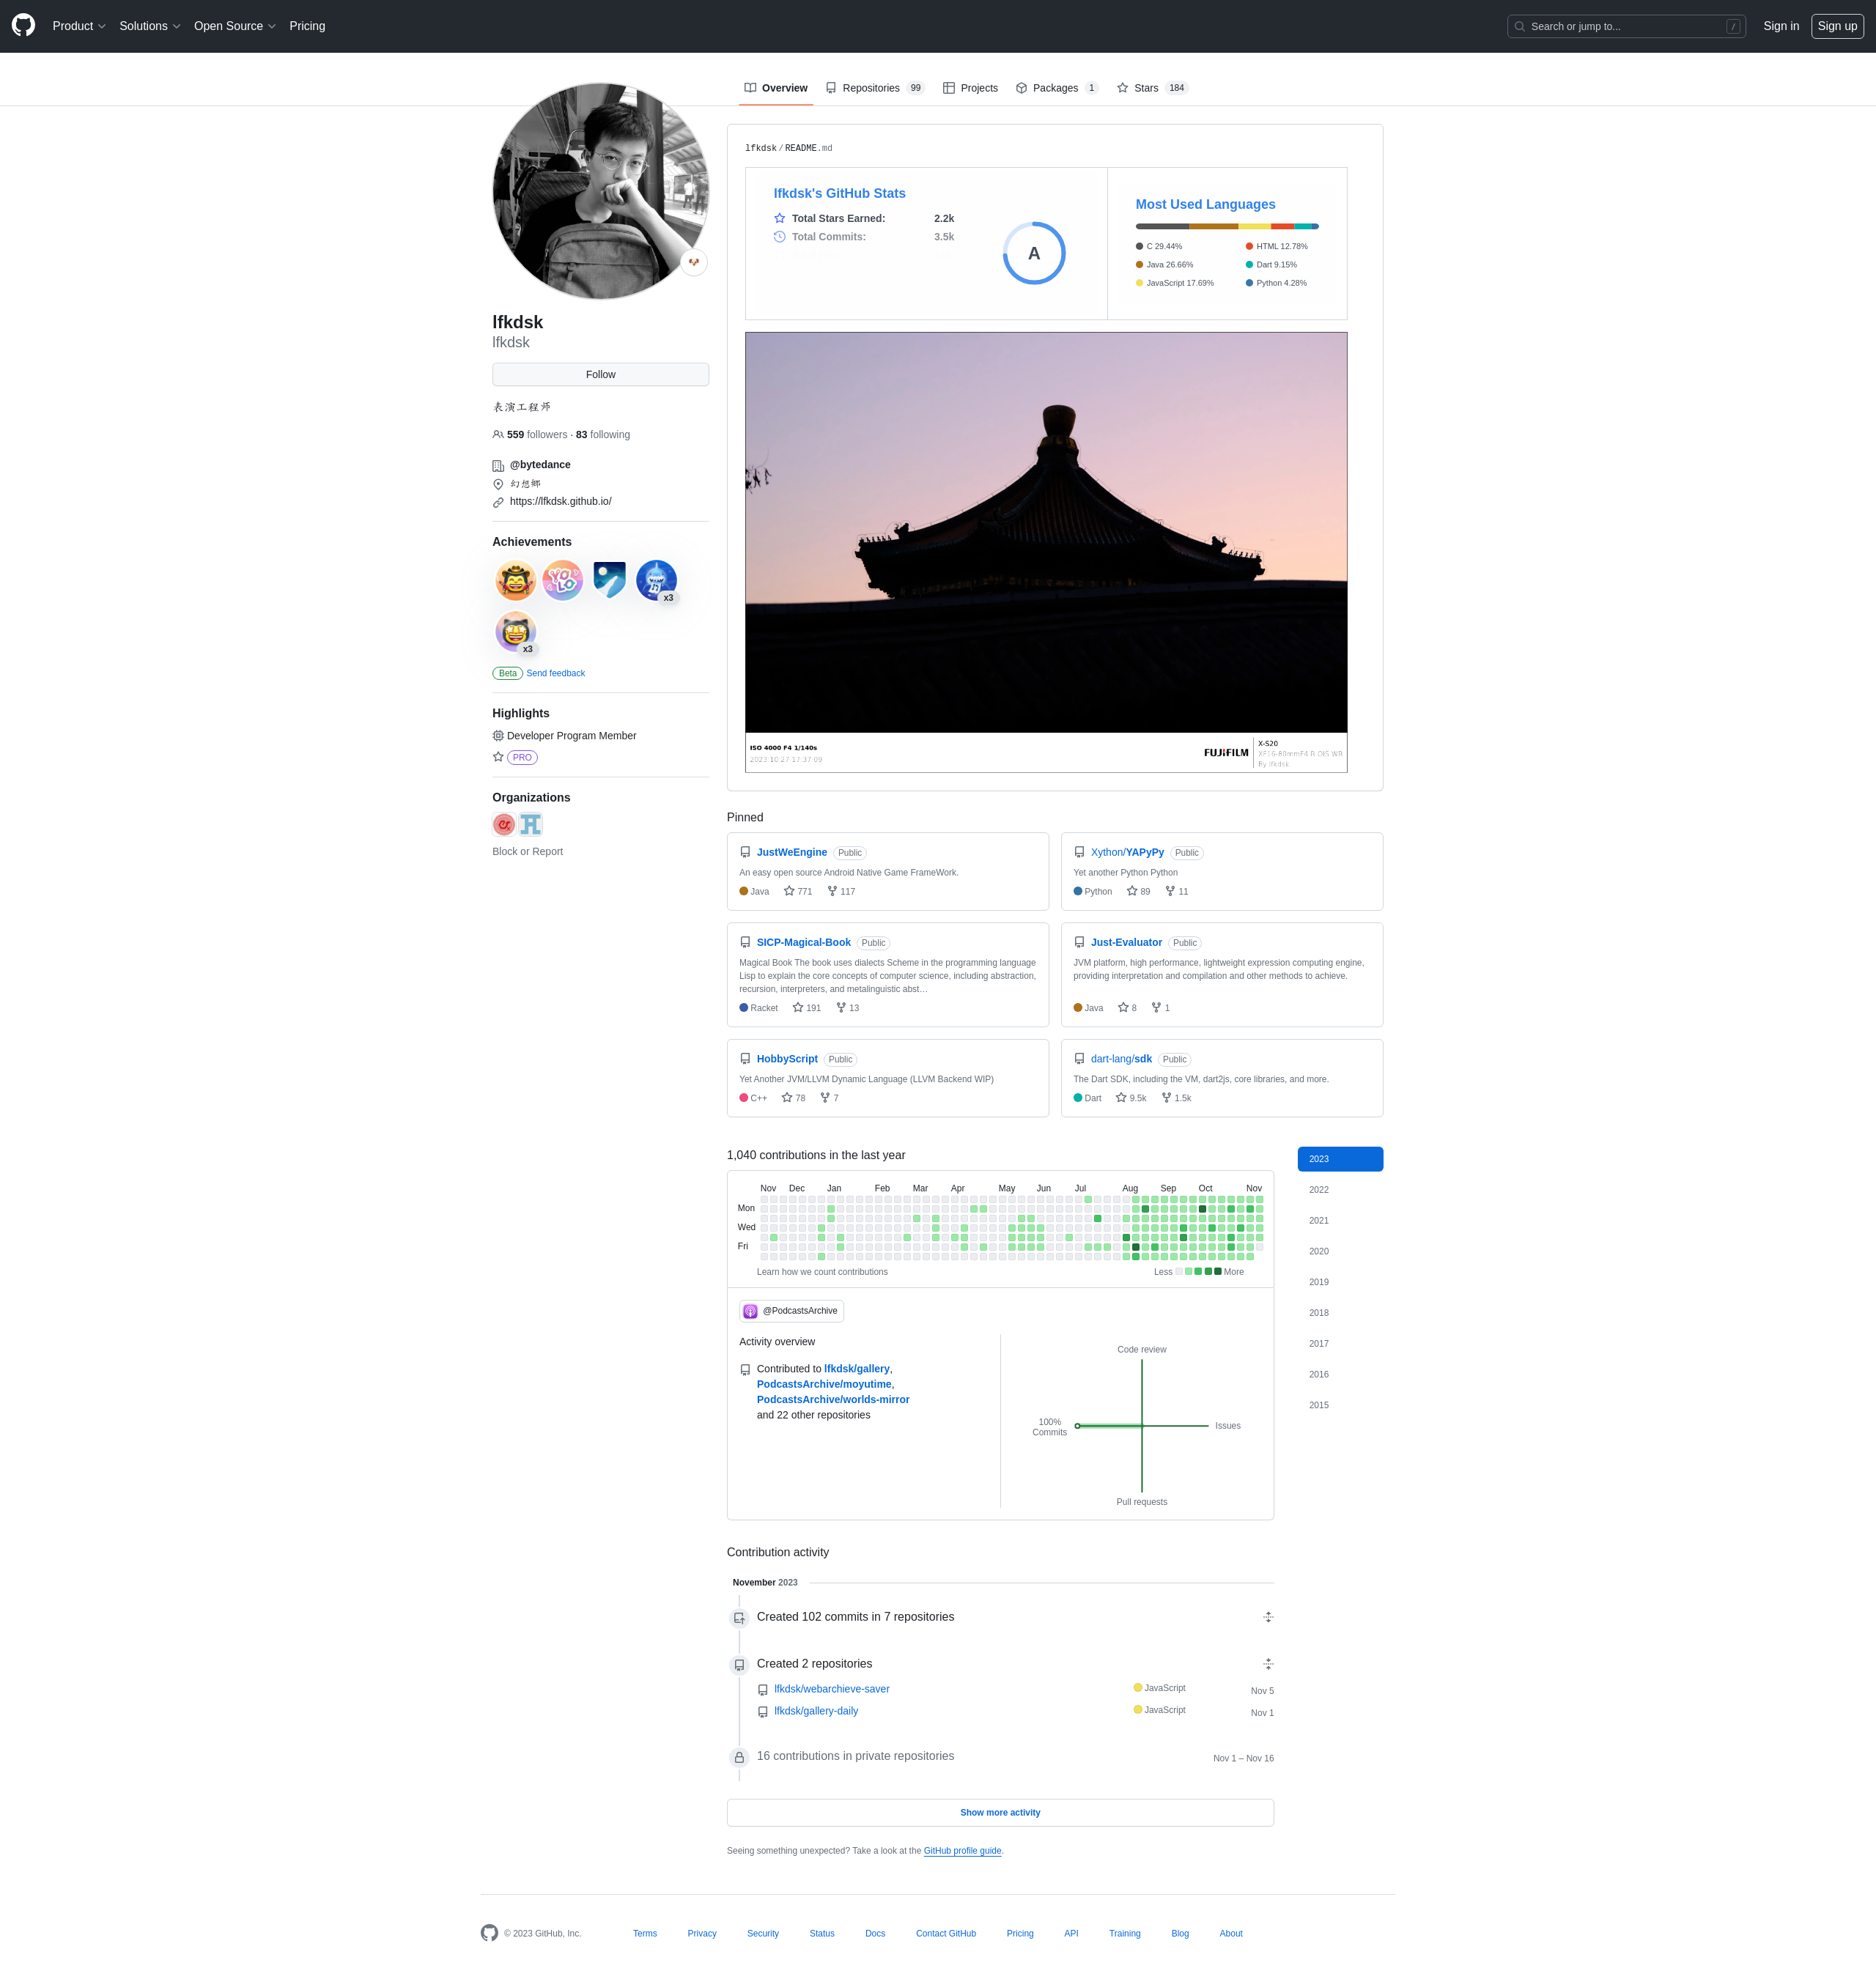 Product
Solutions
Open Source
Pricing
Search or jump to...
/
Sign in
Sign up
Overview
Repositories 99
Projects
Packages 1
Stars 184
lfkdsk
lfkdsk
Follow
表演工程师
559 followers · 83 following
@bytedance
幻想郷
https://lfkdsk.github.io/
Achievements
YOLO
x3
x3
Beta Send feedback
Highlights
Developer Program Member
PRO
Organizations
Block or Report
lfkdsk/README.md
lfkdsk's GitHub Stats
Total Stars Earned: 2.2k
Total Commits: 3.5k
A
Most Used Languages
C 29.44%
Java 26.66%
JavaScript 17.69%
HTML 12.78%
Dart 9.15%
Python 4.28%
ISO 4000 F4 1/140s
2023 10 27 17:37:09
FUJIFILM
X-S20
XF16-80mmF4 R OIS WR
By lfkdsk
Pinned
JustWeEngine Public
An easy open source Android Native Game FrameWork.
Java 771 117
Xython/YAPyPy Public
Yet another Python Python
Python 89 11
SICP-Magical-Book Public
Magical Book The book uses dialects Scheme in the programming language
Lisp to explain the core concepts of computer science, including abstraction,
recursion, interpreters, and metalinguistic abst…
Racket 191 13
Just-Evaluator Public
JVM platform, high performance, lightweight expression computing engine,
providing interpretation and compilation and other methods to achieve.
Java 8 1
HobbyScript Public
Yet Another JVM/LLVM Dynamic Language (LLVM Backend WIP)
C++ 78 7
dart-lang/sdk Public
The Dart SDK, including the VM, dart2js, core libraries, and more.
Dart 9.5k 1.5k
1,040 contributions in the last year
Nov Dec Jan Feb Mar Apr May Jun Jul Aug Sep Oct Nov
Mon
Wed
Fri
Learn how we count contributions
Less More
2023
2022
2021
2020
2019
2018
2017
2016
2015
@PodcastsArchive
Activity overview
Contributed to lfkdsk/gallery,
PodcastsArchive/moyutime,
PodcastsArchive/worlds-mirror
and 22 other repositories
Code review
100%
Commits
Issues
Pull requests
Contribution activity
November 2023
Created 102 commits in 7 repositories
Created 2 repositories
lfkdsk/webarchieve-saver JavaScript Nov 5
lfkdsk/gallery-daily JavaScript Nov 1
16 contributions in private repositories Nov 1 – Nov 16
Show more activity
Seeing something unexpected? Take a look at the GitHub profile guide.
© 2023 GitHub, Inc.
Terms
Privacy
Security
Status
Docs
Contact GitHub
Pricing
API
Training
Blog
About